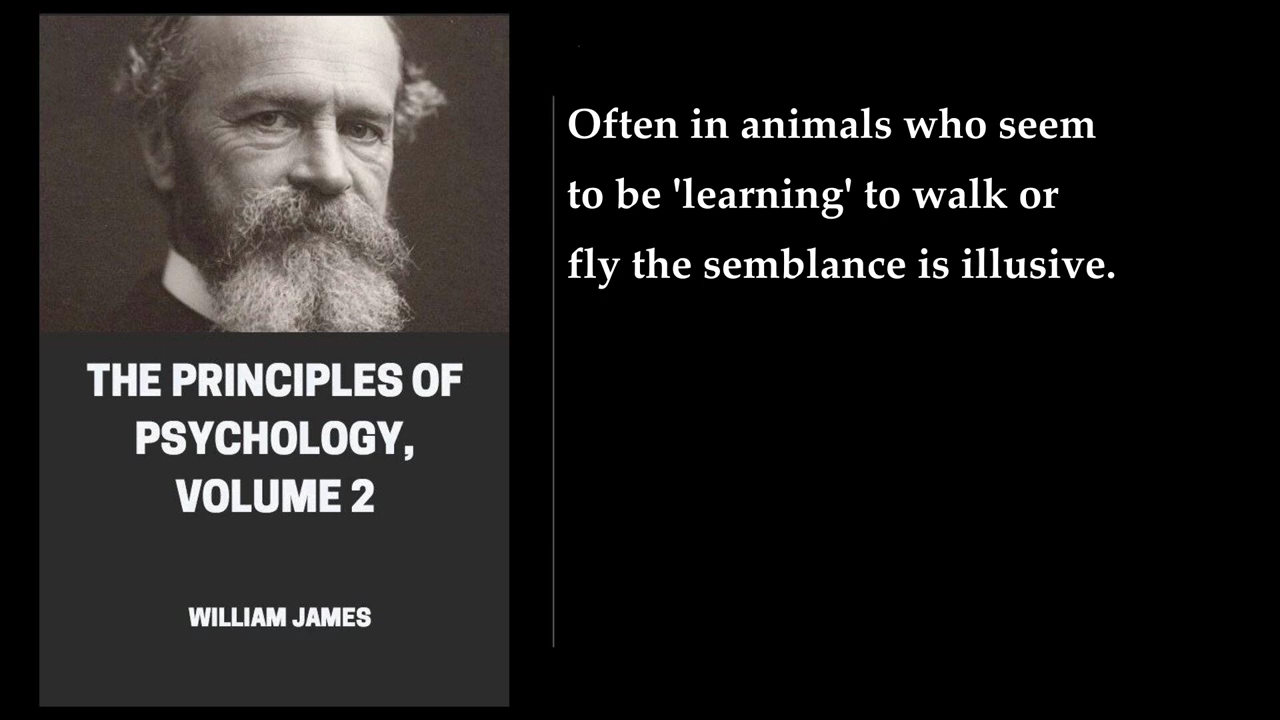 THE PRINCIPLES OF
PSYCHOLOGY,
VOLUME 2
WILLIAM JAMES
Often in animals who seem
to be 'learning' to walk or
fly the semblance is illusive.